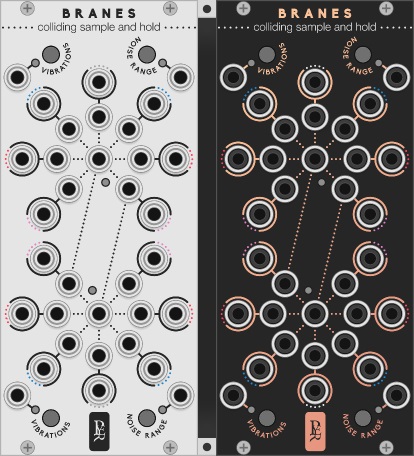 BRANES
colliding sample and hold
VIBRATIONS
NOISE RANGE
VIBRATIONS
NOISE RANGE
BRANES
colliding sample and hold
VIBRATIONS
NOISE RANGE
VIBRATIONS
NOISE RANGE